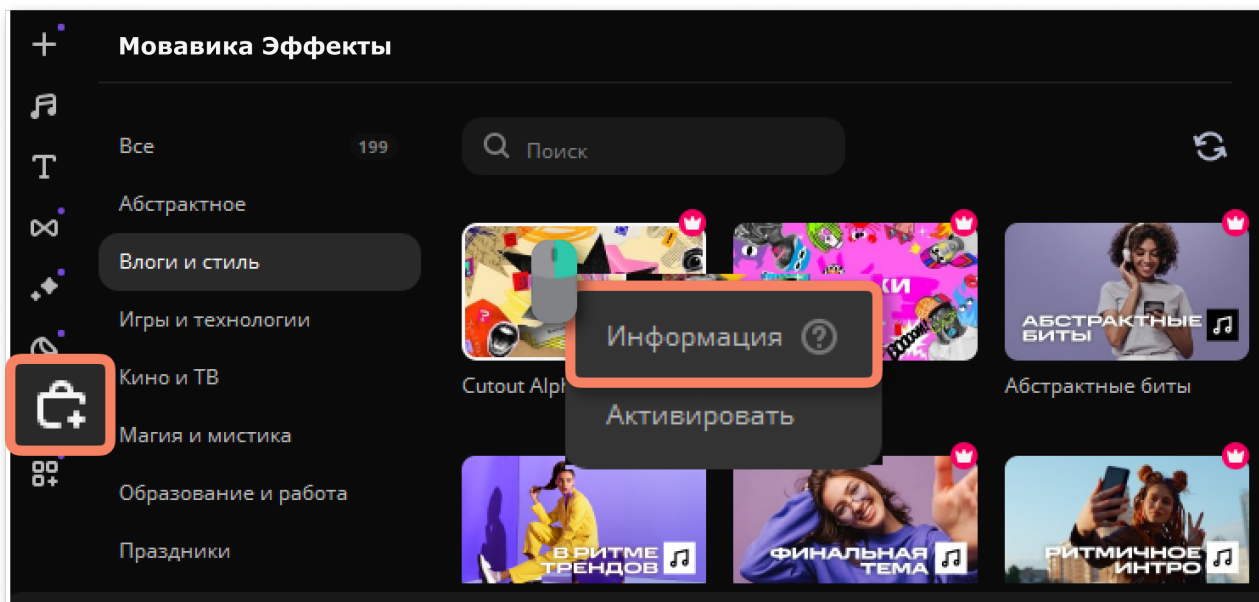 Мовавика Эффекты
Все 199
Абстрактное
Влоги и стиль
Игры и технологии
Кино и ТВ
Магия и мистика
Образование и работа
Праздники
Поиск
Информация ?
Активировать
Cutout
АБСТРАКТНЫЕ
БИТЫ
Абстрактные биты
В РИТМЕ
ТРЕНДОВ
ФИНАЛЬНАЯ
ТЕМА
РИТМИЧНОЕ
ИНТРО